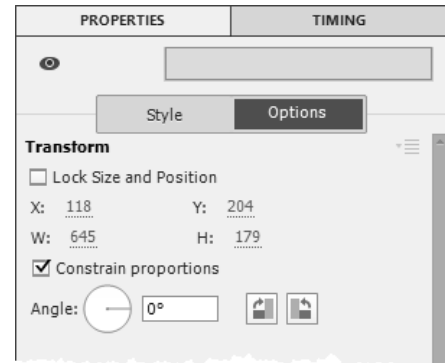 PROPERTIES TIMING
Style Options
Transform
Lock Size and Position
X: 118 Y: 204
W: 645 H: 179
Constrain proportions
Angle: 0°